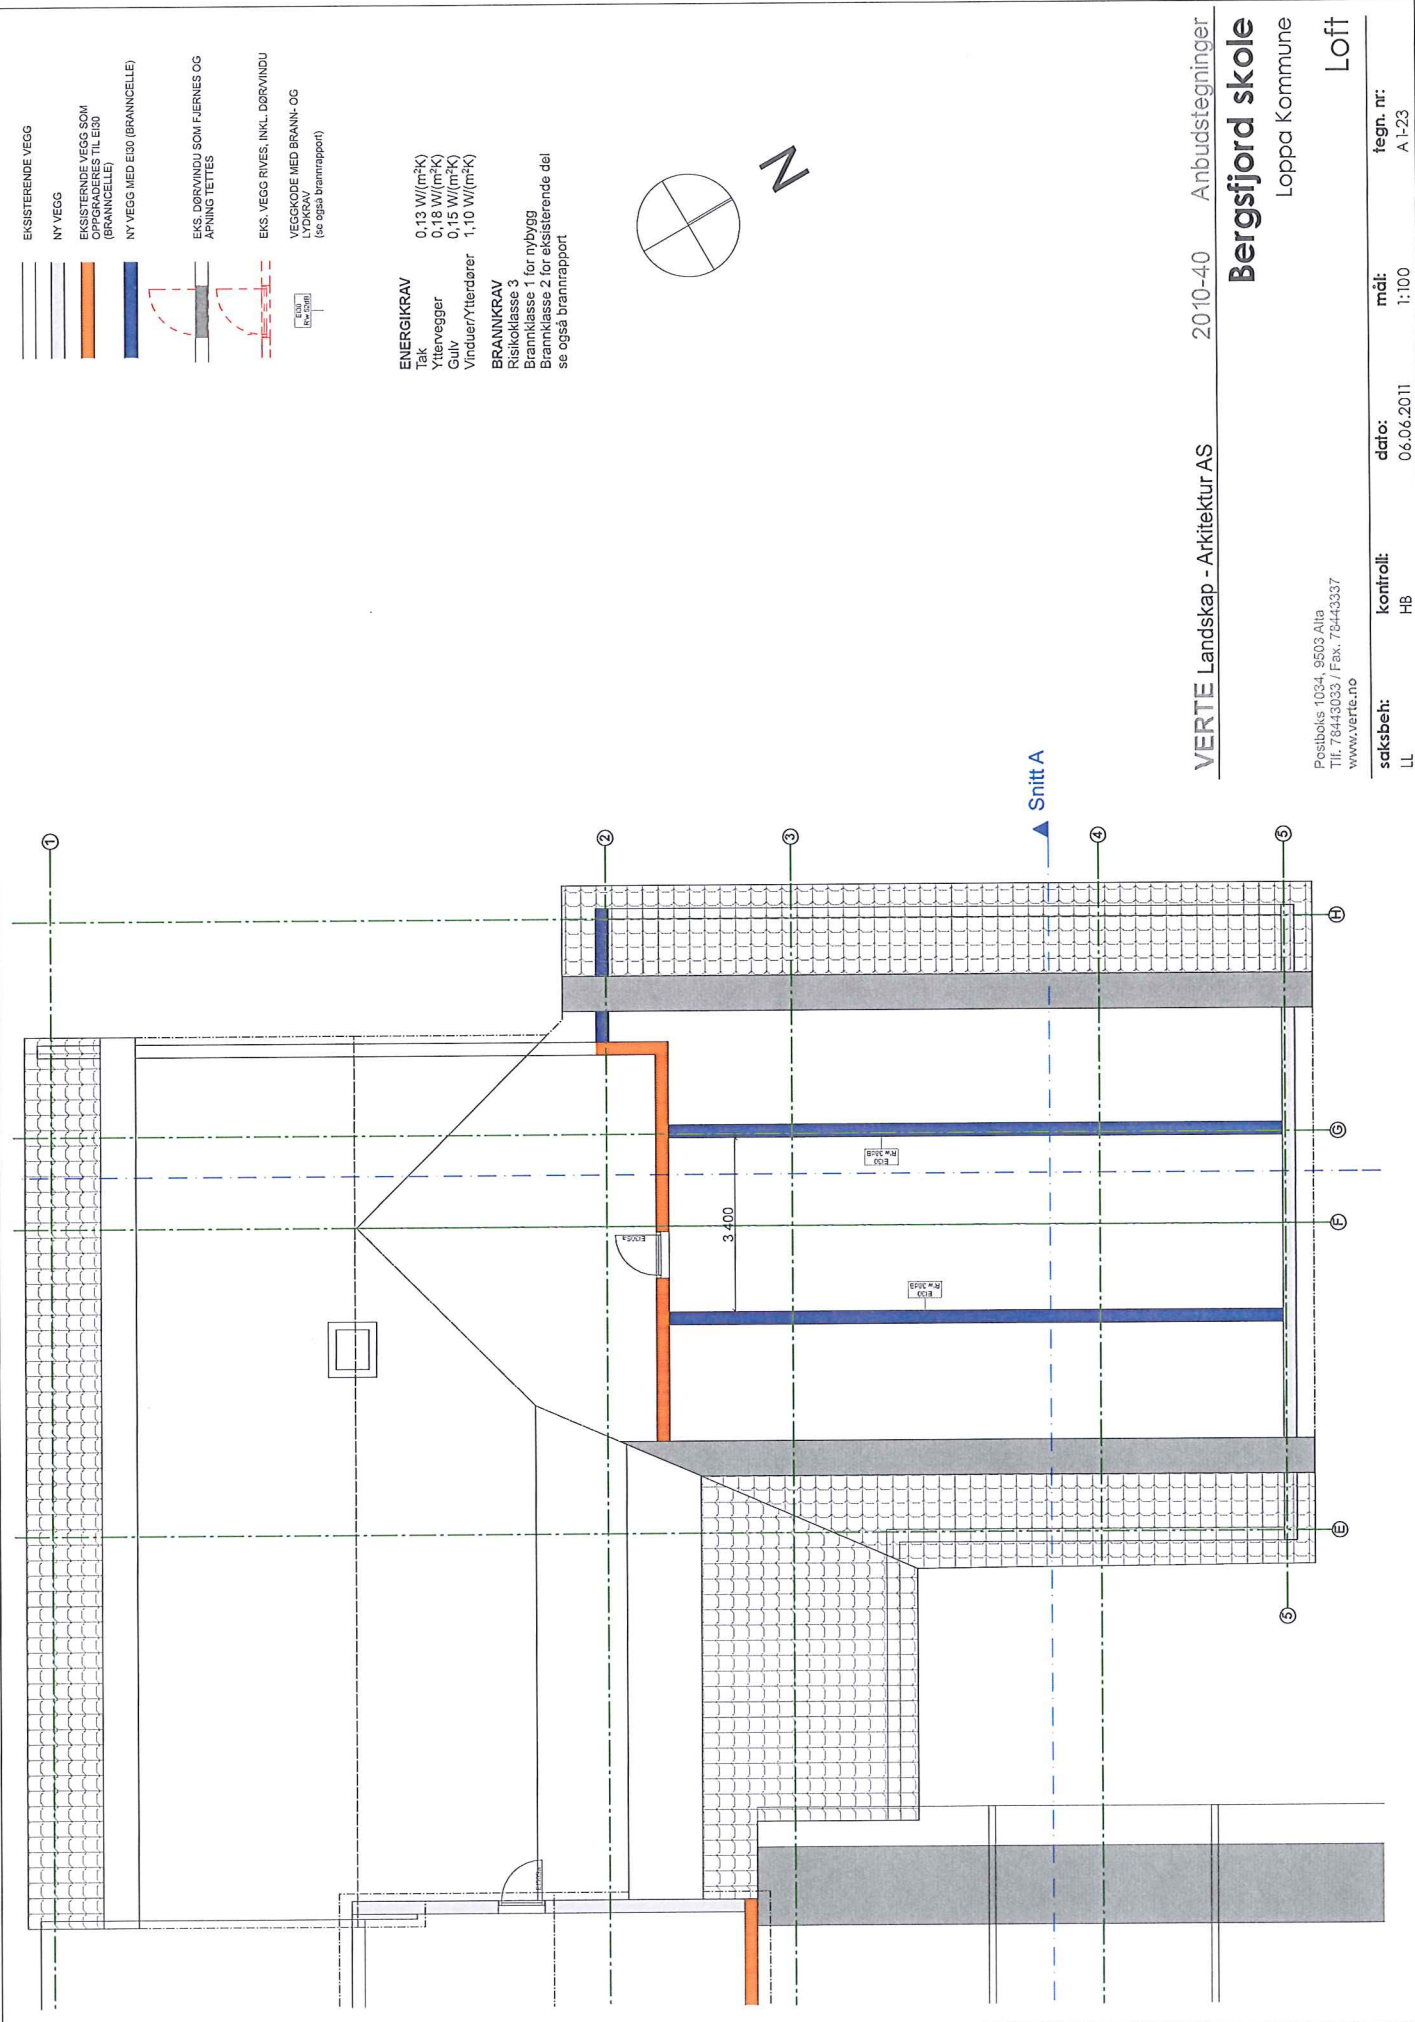 EKSISTERENDE VEGG
NY VEGG
EKSISTERNDE VEGG SOM
OPPGRADERES TIL EI30
(BRANNCELLE)
NY VEGG MED EI30 (BRANNCELLE)
EKS. DØR/VINDU SOM FJERNES OG
ÅPNING TETTES
EKS. VEGG RIVES, INKL. DØR/VINDU
EI30
R'w 52dB
VEGGKODE MED BRANN- OG
LYDKRAV
(se også brannrapport)
ENERGIKRAV
Tak 0,13 W/(m²K)
Yttervegger 0,18 W/(m²K)
Gulv 0,15 W/(m²K)
Vinduer/Ytterdører 1,10 W/(m²K)
BRANNKRAV
Risikoklasse 3
Brannklasse 1 for nybygg
Brannklasse 2 for eksisterende del
se også brannrapport
N
VERTE Landskap - Arkitektur AS 2010-40 Anbudstegninger
Bergsfjord skole
Loppa Kommune
Loft
Postboks 1034, 9503 Alta
Tlf. 78443033 / Fax. 78443337
www.verte.no
saksbeh: kontroll: dato: mål: tegn. nr:
LL HB 06.06.2011 1:100 A 1-23
1
2
3
Snitt A
4
5
H
G
F
E
5
3 400
EI30
R'w 38dB
EI30
R'w 38dB